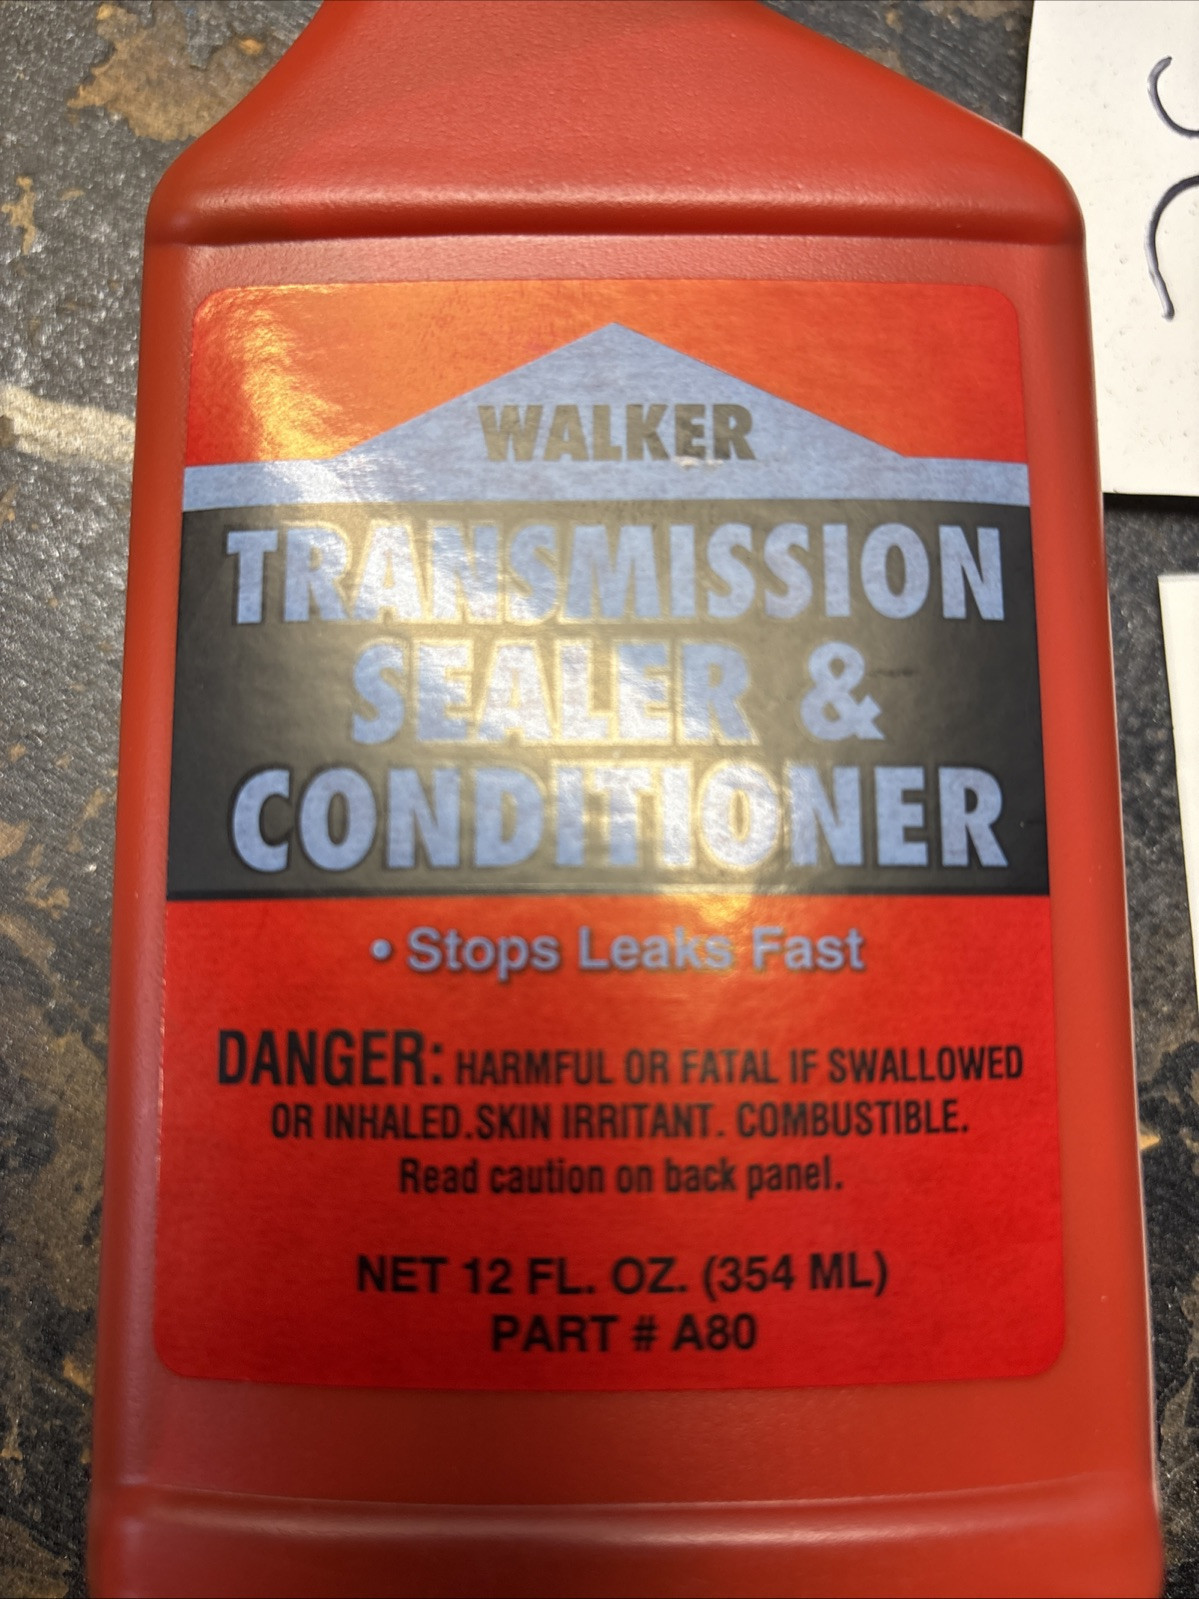 WALKER
TRANSMISSION
SEALER &
CONDITIONER
• Stops Leaks Fast
DANGER: HARMFUL OR FATAL IF SWALLOWED
OR INHALED.SKIN IRRITANT. COMBUSTIBLE.
Read caution on back panel.
NET 12 FL. OZ. (354 ML)
PART # A80